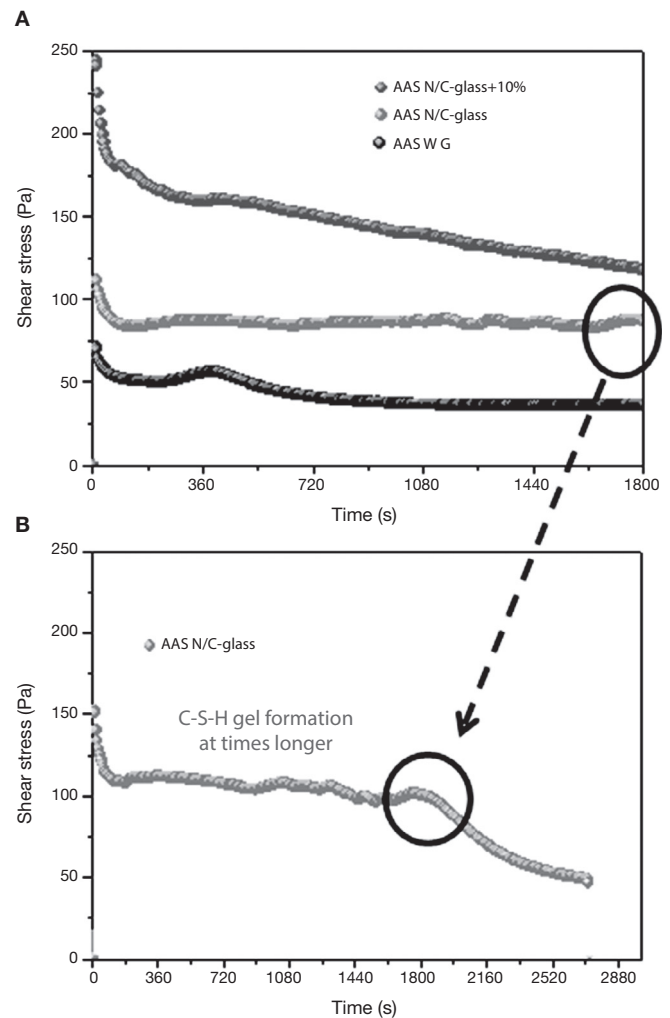 A
250
200
150
100
50
0
Shear stress (Pa)
AAS N/C-glass+10%
AAS N/C-glass
AAS W G
0 360 720 1080 1440 1800
Time (s)
B
250
200
150
100
50
0
Shear stress (Pa)
AAS N/C-glass
C-S-H gel formation
at times longer
0 360 720 1080 1440 1800 2160 2520 2880
Time (s)